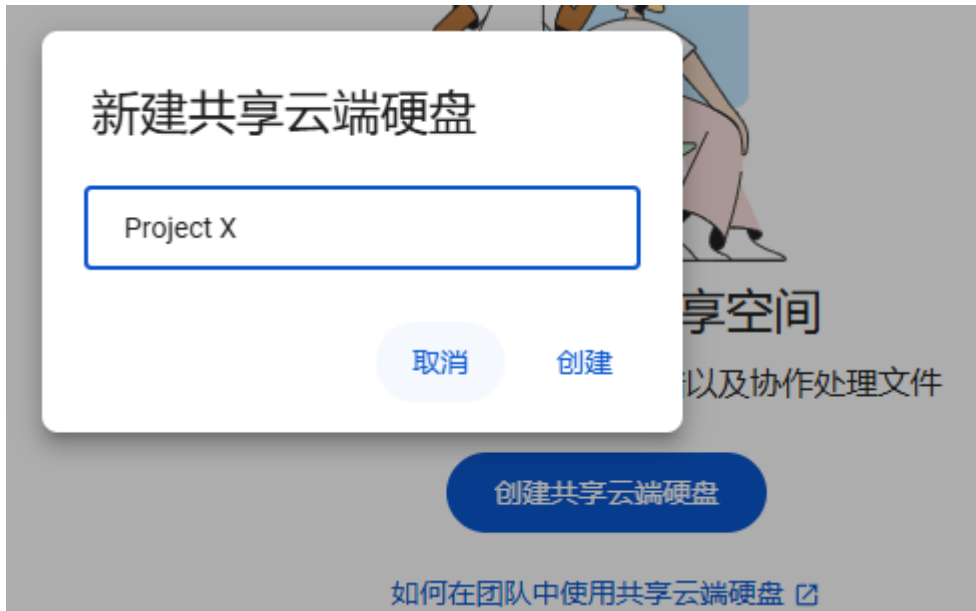 新建共享云端硬盘
Project X
取消 创建
享空间
以及协作处理文件
创建共享云端硬盘
如何在团队中使用共享云端硬盘